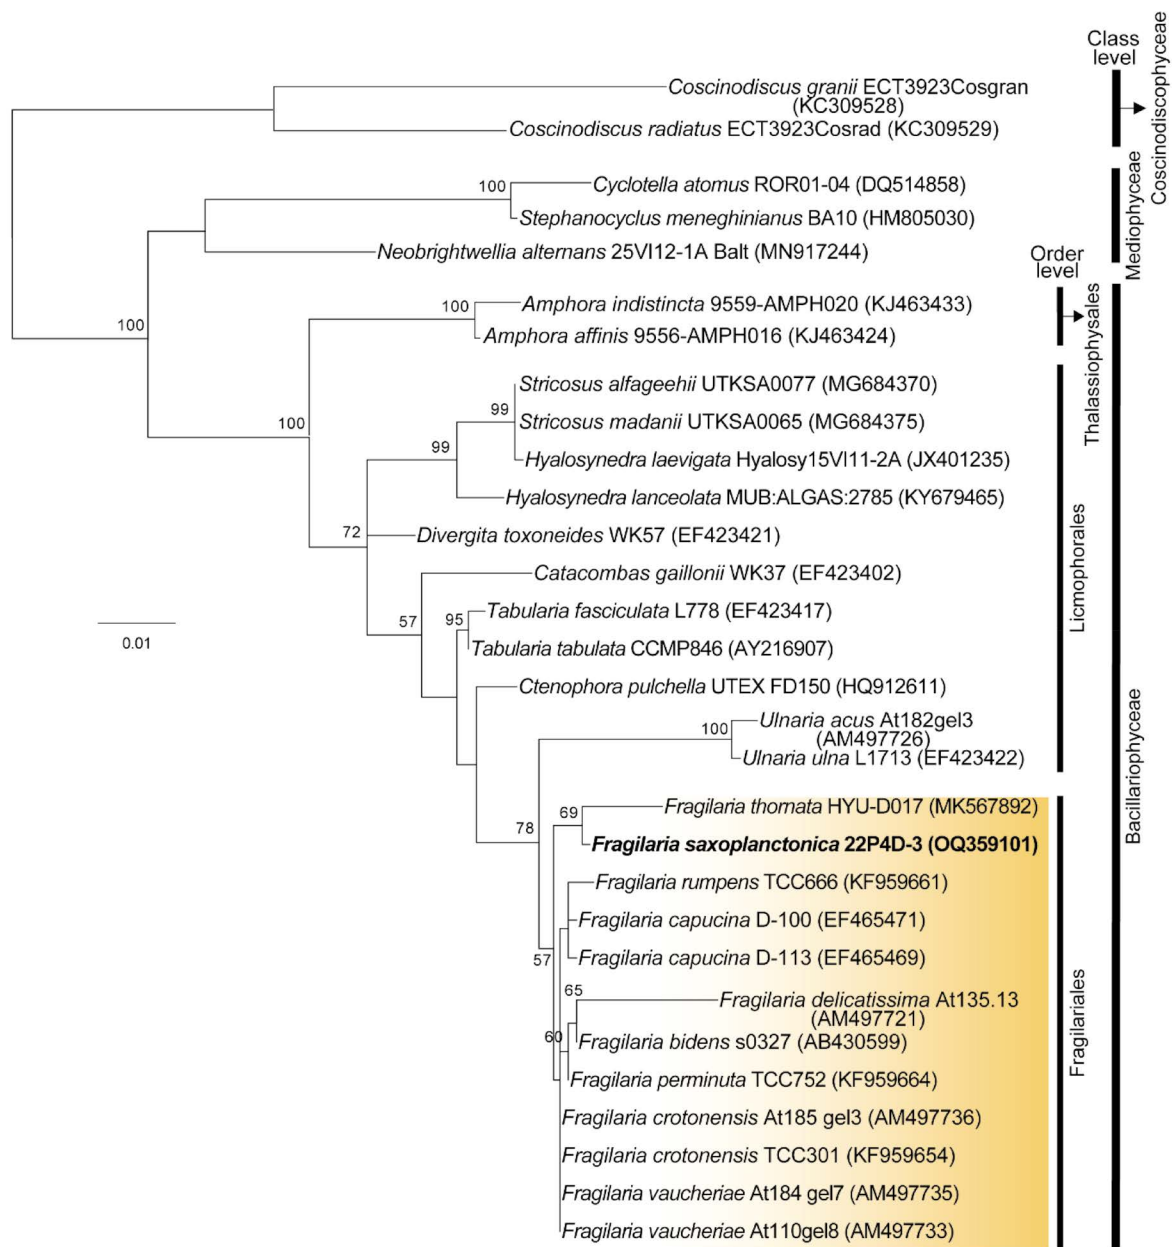 Class
level
Coscinodiscophyceae
Coscinodiscus granii ECT3923Cosgran
(KC309528)
Coscinodiscus radiatus ECT3923Cosrad (KC309529)
Mediophyceae
100
Cyclotella atomus ROR01-04 (DQ514858)
Stephanocyclus meneghinianus BA10 (HM805030)
Neobrightwellia alternans 25VI12-1A Balt (MN917244)
Order
level
100
Thalassiophysales
100
Amphora indistincta 9559-AMPH020 (KJ463433)
Amphora affinis 9556-AMPH016 (KJ463424)
100
Bacillariophyceae
Licmophorales
Stricosus alfageehii UTKSA0077 (MG684370)
99
Stricosus madanii UTKSA0065 (MG684375)
99
Hyalosynedra laevigata Hyalosy15VI11-2A (JX401235)
Hyalosynedra lanceolata MUB:ALGAS:2785 (KY679465)
72
Divergita toxoneides WK57 (EF423421)
Catacombas gaillonii WK37 (EF423402)
57
95
Tabularia fasciculata L778 (EF423417)
Tabularia tabulata CCMP846 (AY216907)
0.01
Ctenophora pulchella UTEX FD150 (HQ912611)
100
Ulnaria acus At182gel3
(AM497726)
Ulnaria ulna L1713 (EF423422)
78
Fragilariales
69
Fragilaria thornata HYU-D017 (MK567892)
Fragilaria saxoplanctonica 22P4D-3 (OQ359101)
Fragilaria rumpens TCC666 (KF959661)
Fragilaria capucina D-100 (EF465471)
57
Fragilaria capucina D-113 (EF465469)
65
Fragilaria delicatissima At135.13
(AM497721)
60
Fragilaria bidens s0327 (AB430599)
Fragilaria perminuta TCC752 (KF959664)
Fragilaria crotonensis At185 gel3 (AM497736)
Fragilaria crotonensis TCC301 (KF959654)
Fragilaria vaucheriae At184 gel7 (AM497735)
Fragilaria vaucheriae At110gel8 (AM497733)